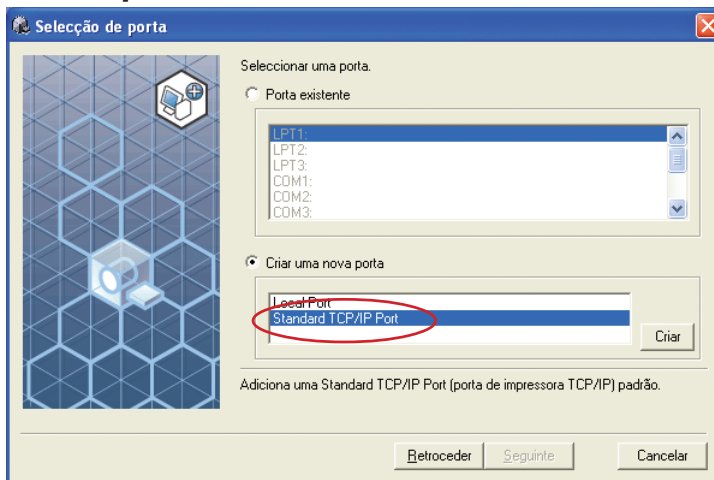 Selecção de porta
Seleccionar uma porta.
Porta existente
LPT1:
LPT2:
LPT3:
COM1:
COM2:
COM3:
Criar uma nova porta
Local Port
Standard TCP/IP Port
Criar
Adiciona uma Standard TCP/IP Port (porta de impressora TCP/IP) padrão.
Retroceder
Seguinte
Cancelar